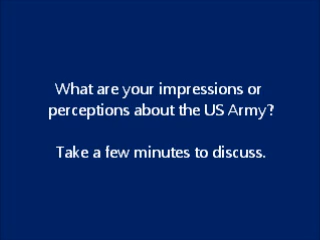 What are your impressions or
perceptions about the US Army?
Take a few minutes to discuss.